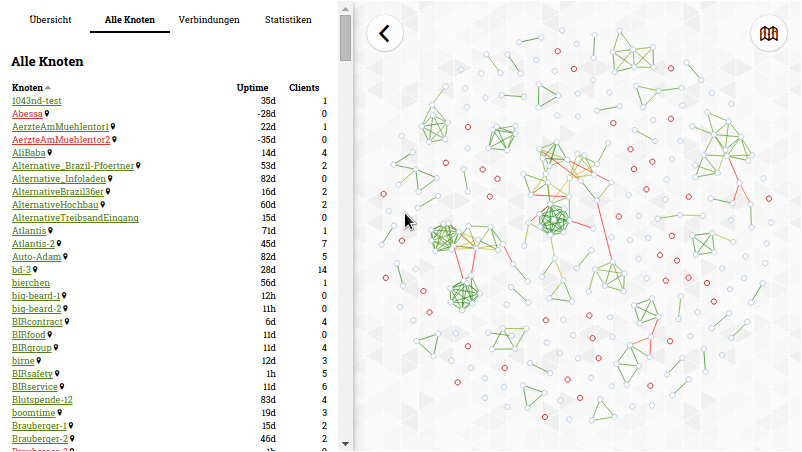 Übersicht Alle Knoten Verbindungen Statistiken
Alle Knoten
Knoten Uptime Clients
1043nd-test 35d 1
Abessa -28d 0
AerzteAmMuehlentor1 22d 1
AerzteAmMuehlentor2 -35d 0
AliBaba 14d 4
Alternative_Brazil-Pfoertner 53d 2
Alternative_Infoladen 82d 0
AlternativeBrazil36er 16d 2
AlternativeHochbau 60d 2
AlternativeTreibsandEingang 15d 0
Atlantis 71d 1
Atlantis-2 45d 7
Auto-Adam 82d 5
bd-3 28d 14
bierchen 56d 1
big-beard-1 12h 0
big-beard-2 11h 0
BIRcontract 6d 4
BIRfood 11d 0
BIRgroup 11d 4
birne 12d 3
BIRsafety 1h 5
BIRservice 11d 6
Blutspende-12 83d 4
boomtime 19d 3
Brauberger-1 15d 2
Brauberger-2 46d 2